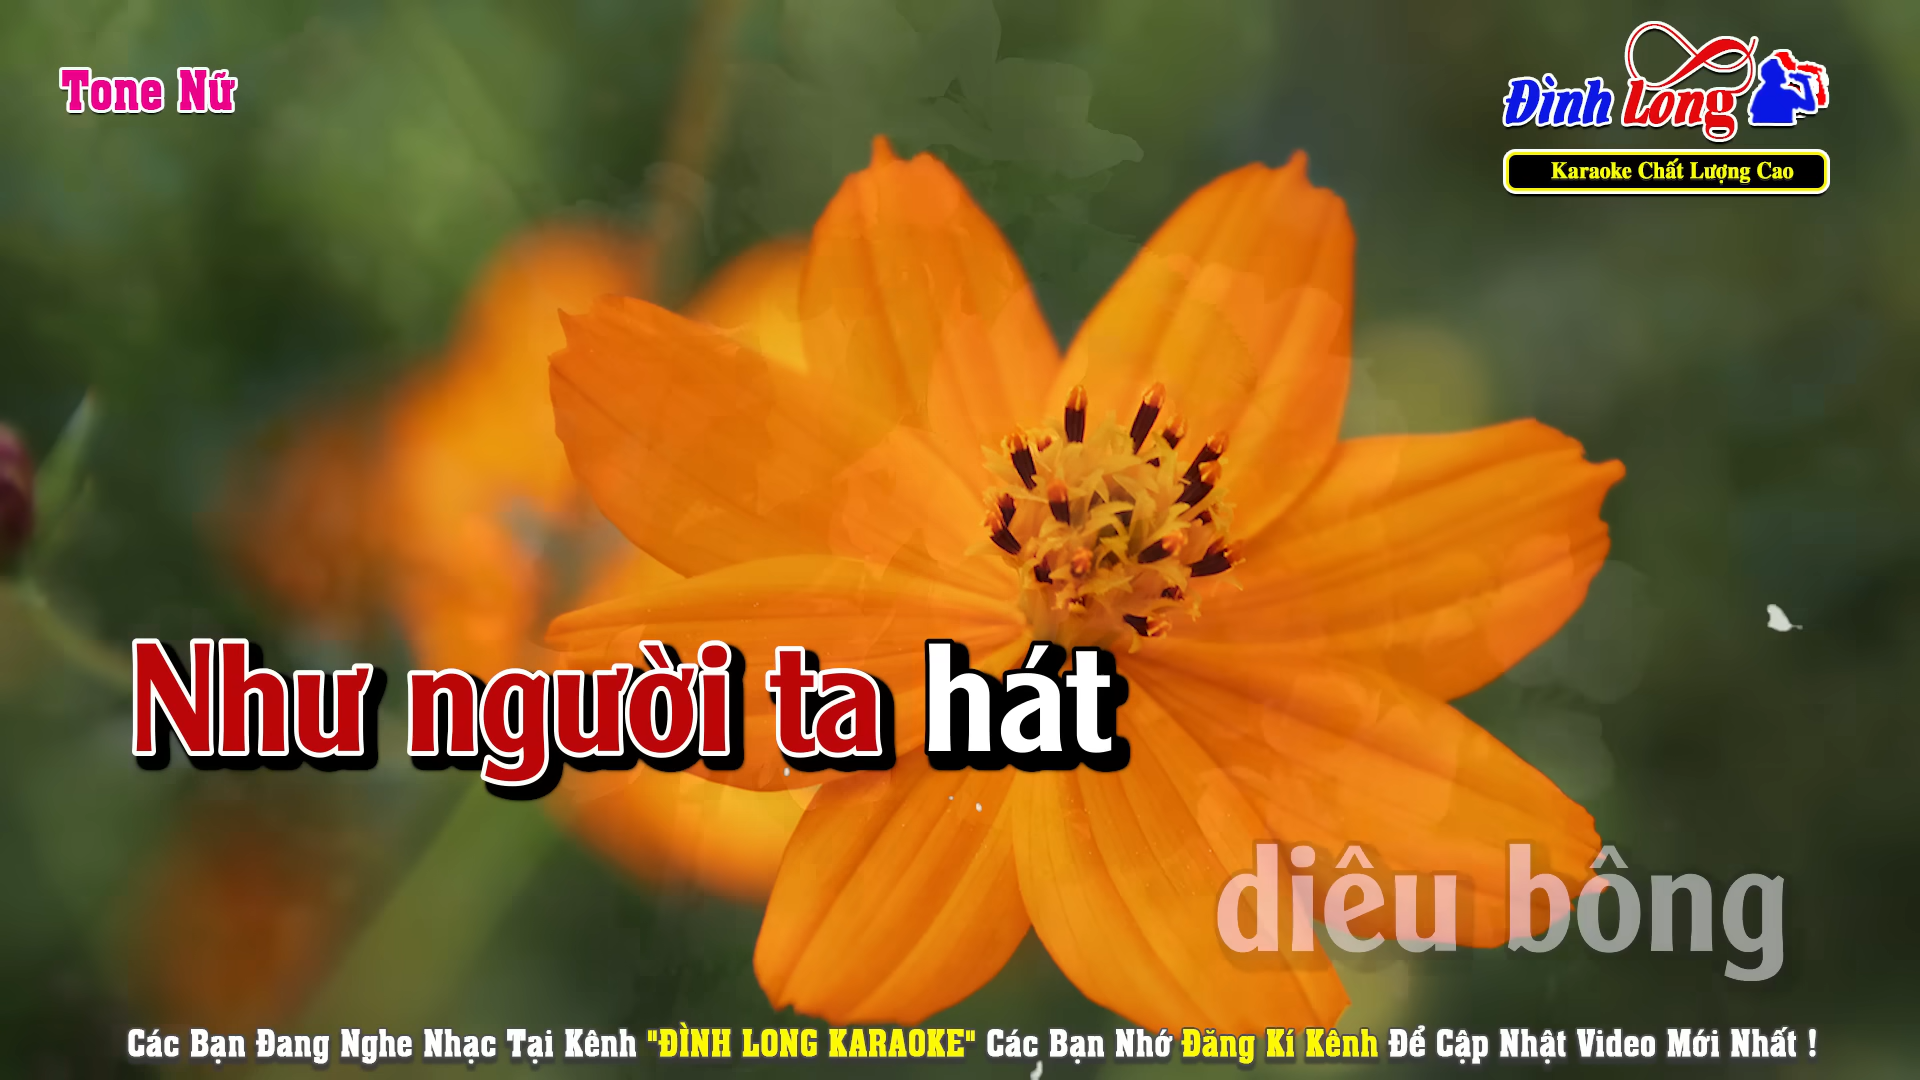 Tone Nữ
Đình Long
Karaoke Chất Lượng Cao
Như người ta hát
diêu bông
Các Bạn Đang Nghe Nhạc Tại Kênh "ĐÌNH LONG KARAOKE" Các Bạn Nhớ Đăng Kí Kênh Để Cập Nhật Video Mới Nhất !